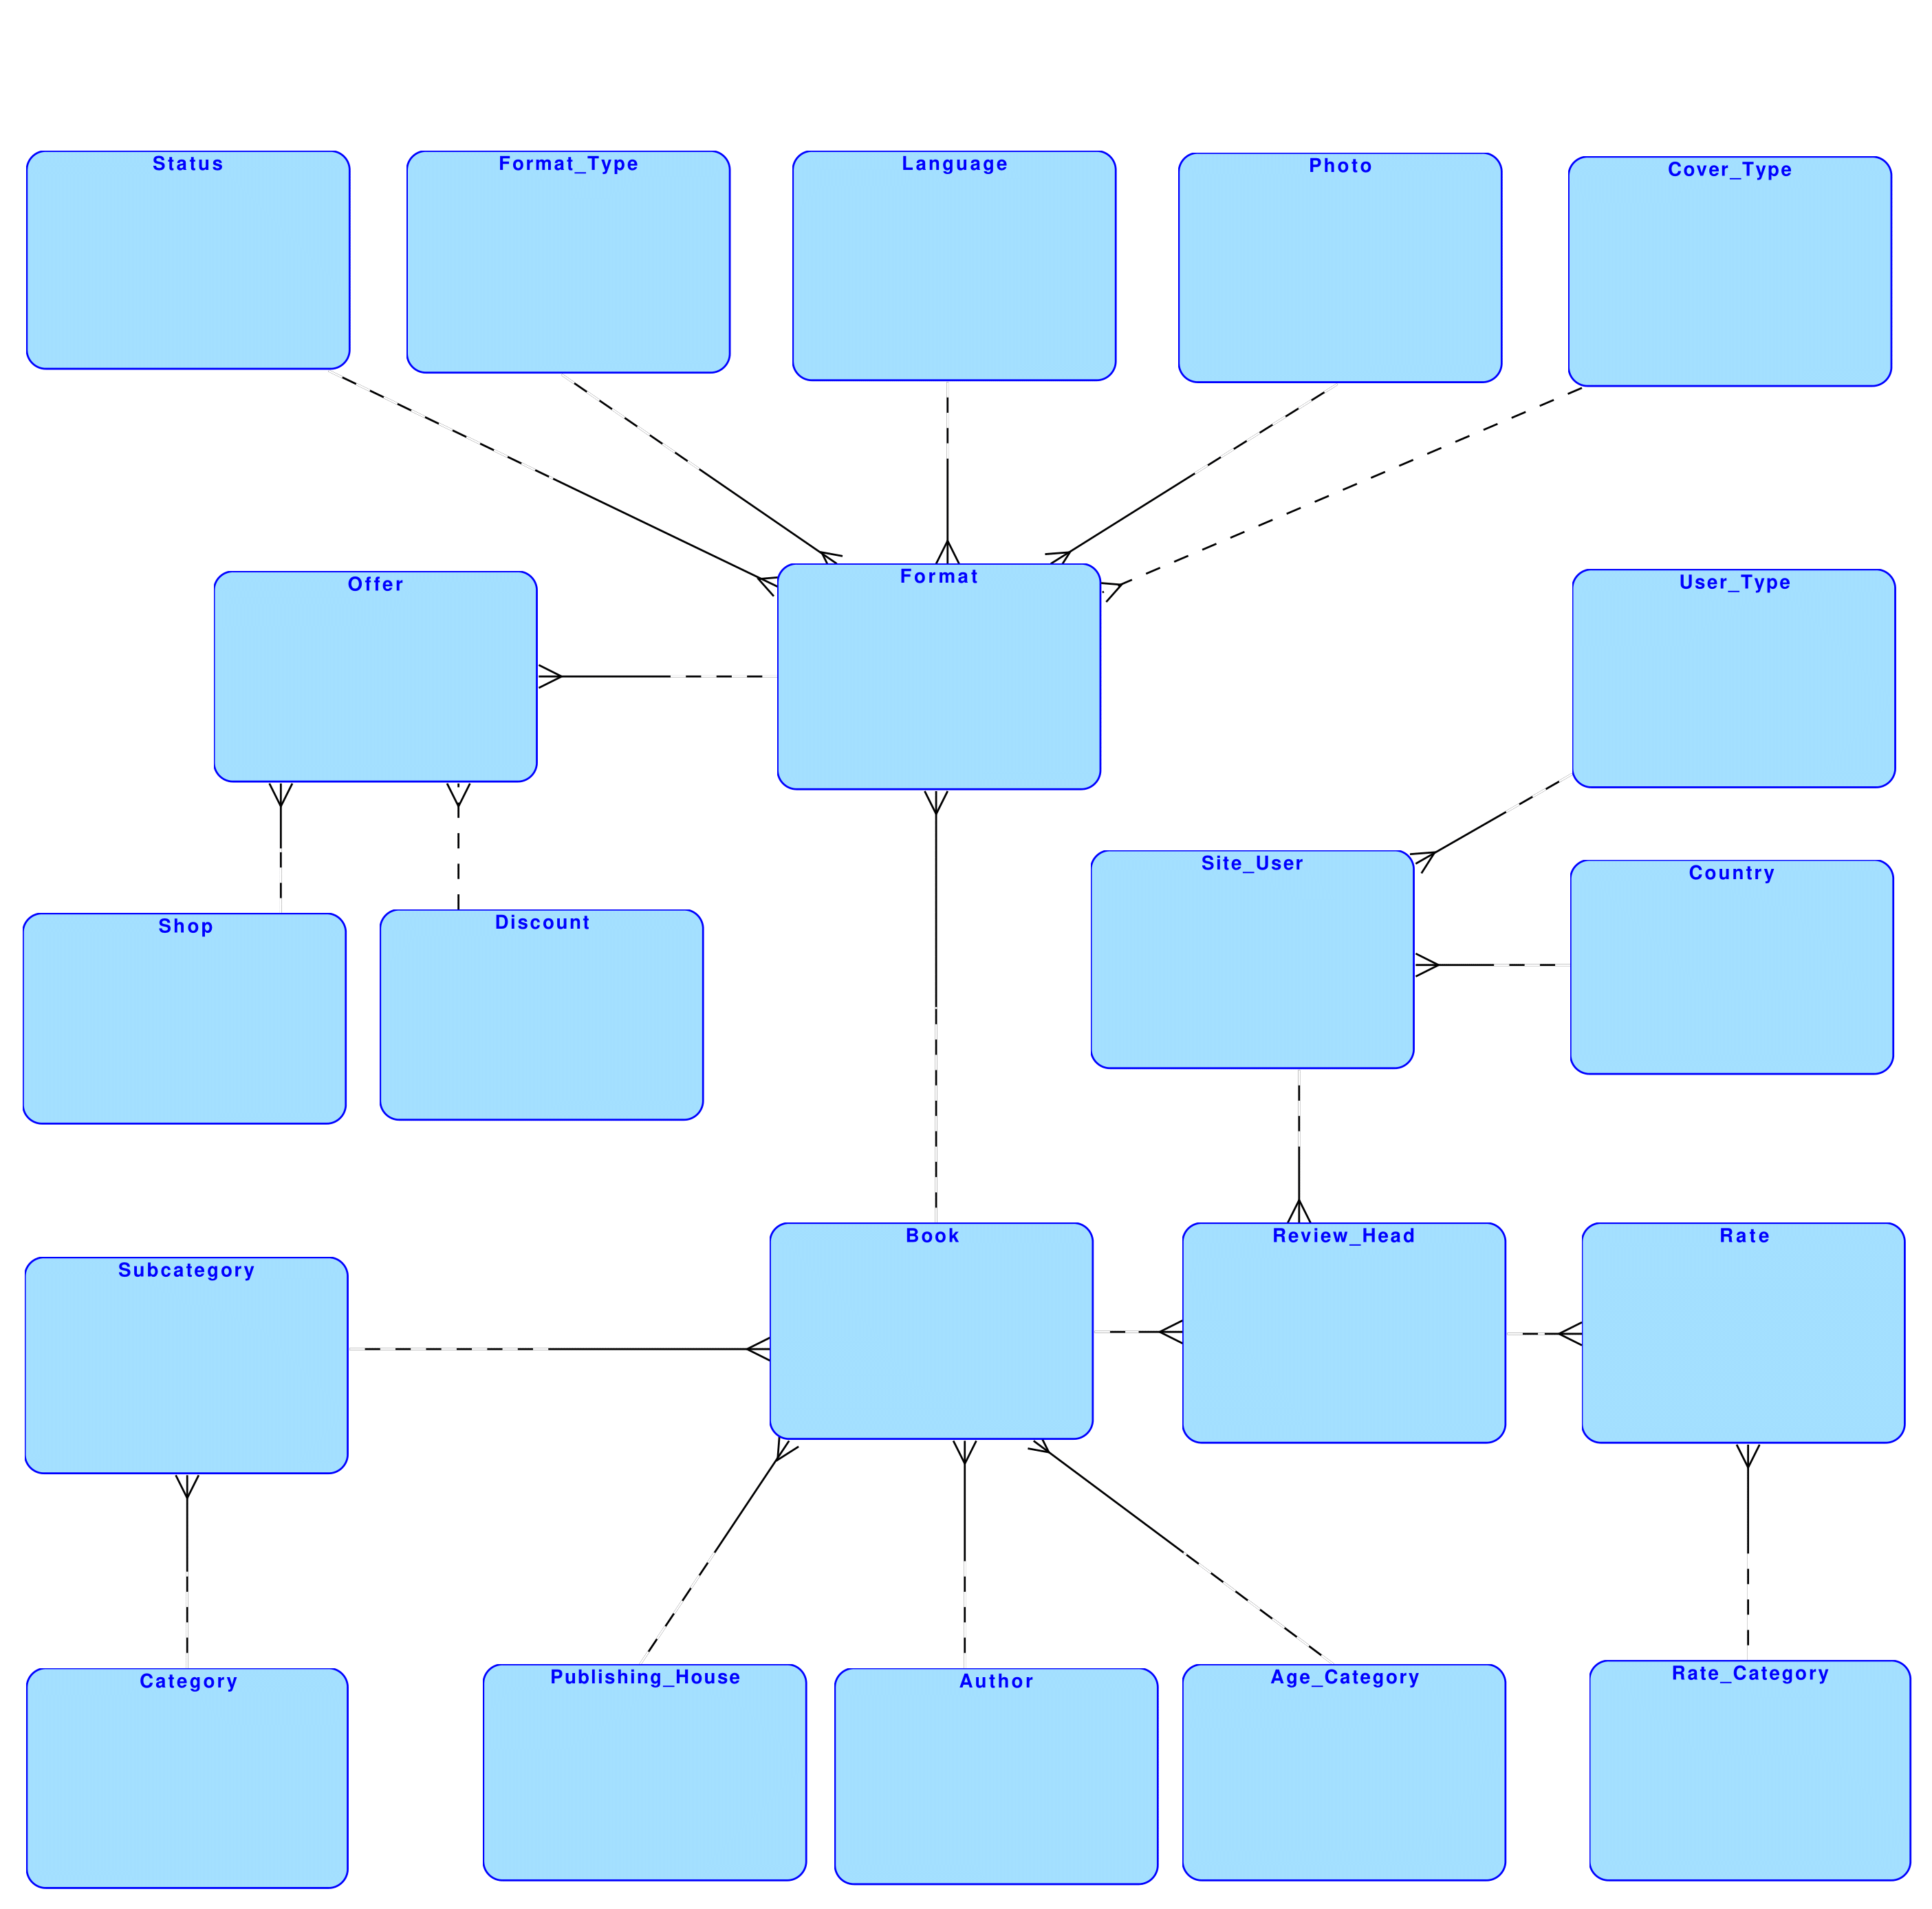 Status
Format_Type
Language
Photo
Cover_Type
Offer
Format
User_Type
Site_User
Country
Shop
Discount
Book
Review_Head
Rate
Subcategory
Category
Publishing_House
Author
Age_Category
Rate_Category